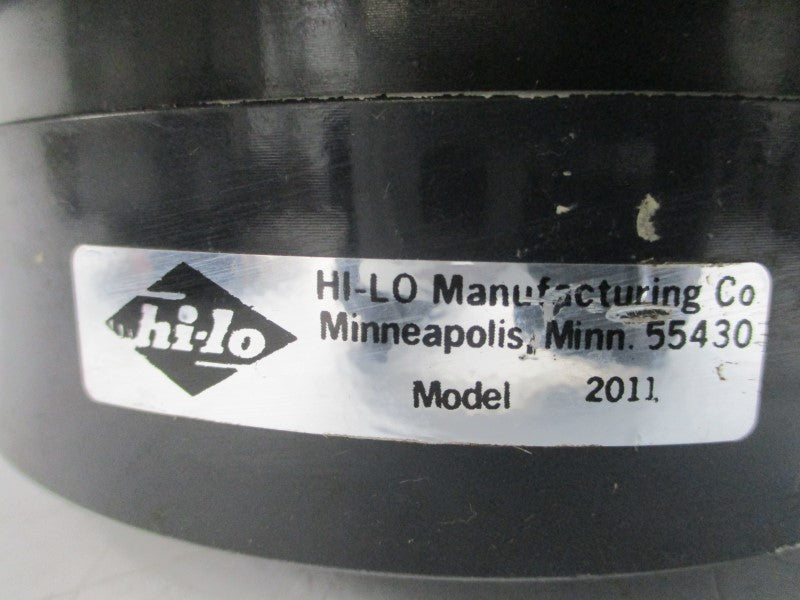 hi-lo
HI-LO Manufacturing Co
Minneapolis, Minn. 55430
Model 2011